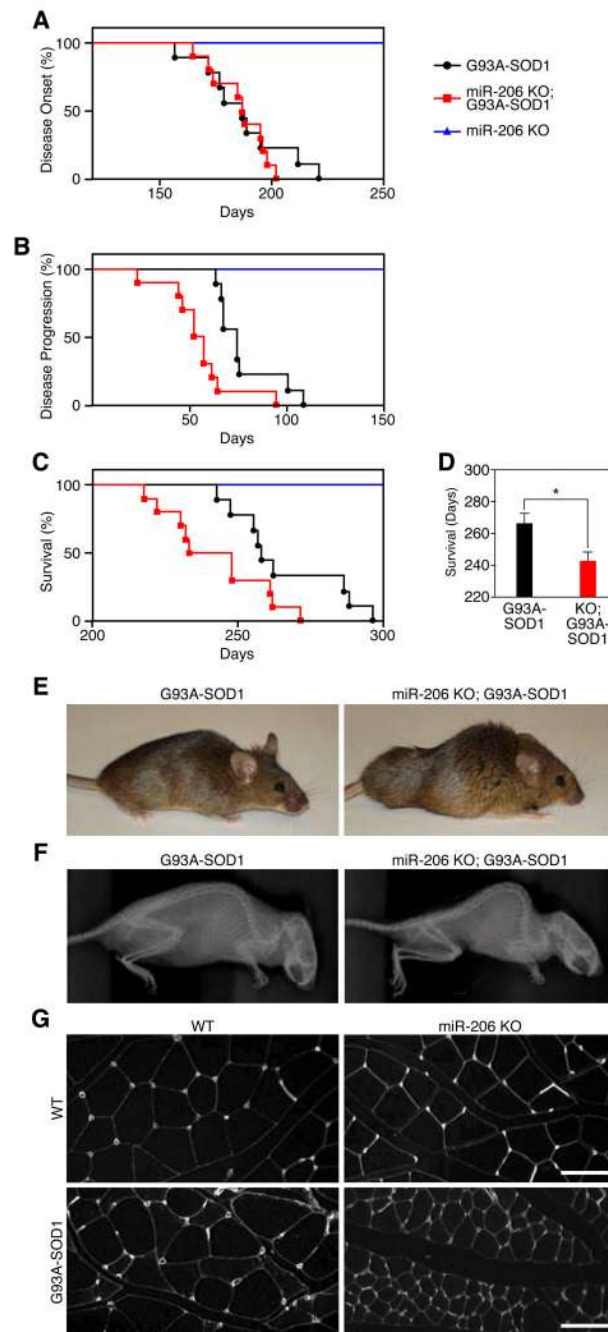 A
Disease Onset (%)
100
50
0
150
200
250
Days
G93A-SOD1
miR-206 KO;
G93A-SOD1
miR-206 KO
B
Disease Progression (%)
100
50
0
50
100
150
Days
C
Survival (%)
100
50
0
200
250
300
Days
D
Survival (Days)
300
280
260
240
220
*
G93A-
SOD1
KO;
G93A-
SOD1
E
G93A-SOD1
miR-206 KO; G93A-SOD1
F
G93A-SOD1
miR-206 KO; G93A-SOD1
G
WT
miR-206 KO
WT
G93A-SOD1